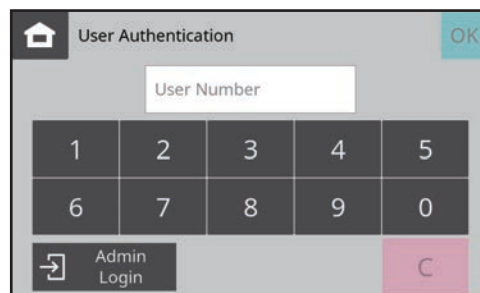 User Authentication
OK
User Number
1 2 3 4 5
6 7 8 9 0
Admin
Login
C